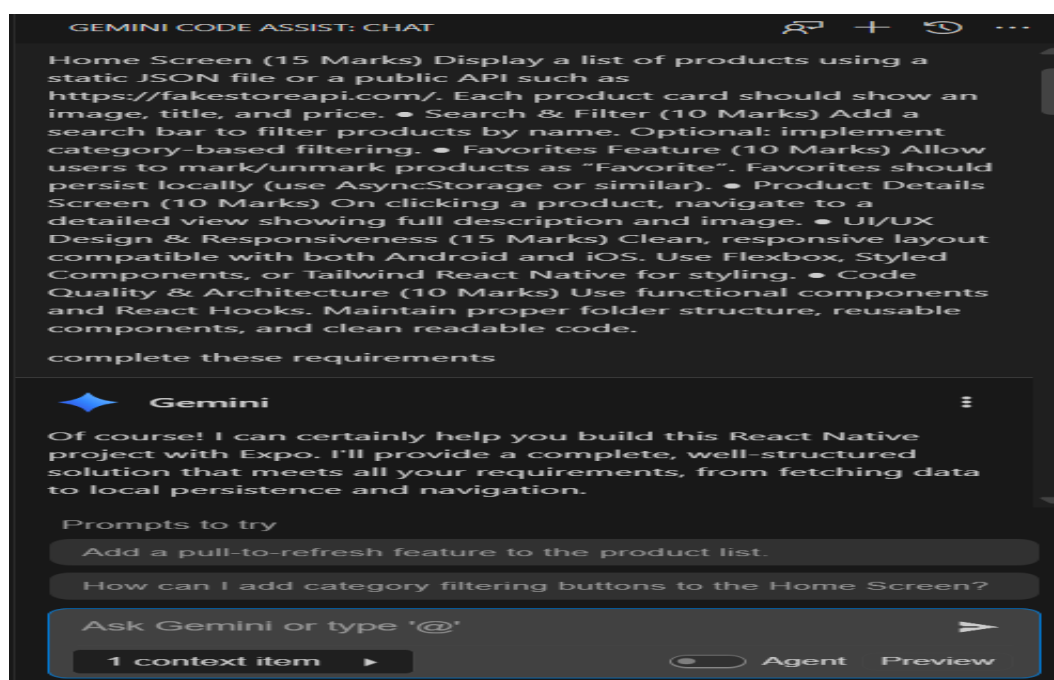 GEMINI CODE ASSIST: CHAT
Home Screen (15 Marks) Display a list of products using a
static JSON file or a public API such as
https://fakestoreapi.com/. Each product card should show an
image, title, and price. ● Search & Filter (10 Marks) Add a
search bar to filter products by name. Optional: implement
category-based filtering. ● Favorites Feature (10 Marks) Allow
users to mark/unmark products as “Favorite”. Favorites should
persist locally (use AsyncStorage or similar). ● Product Details
Screen (10 Marks) On clicking a product, navigate to a
detailed view showing full description and image. ● UI/UX
Design & Responsiveness (15 Marks) Clean, responsive layout
compatible with both Android and iOS. Use Flexbox, Styled
Components, or Tailwind React Native for styling. ● Code
Quality & Architecture (10 Marks) Use functional components
and React Hooks. Maintain proper folder structure, reusable
components, and clean readable code.
complete these requirements
Gemini
Of course! I can certainly help you build this React Native
project with Expo. I'll provide a complete, well-structured
solution that meets all your requirements, from fetching data
to local persistence and navigation.
Prompts to try
Add a pull-to-refresh feature to the product list.
How can I add category filtering buttons to the Home Screen?
Ask Gemini or type '@'
1 context item
Agent Preview